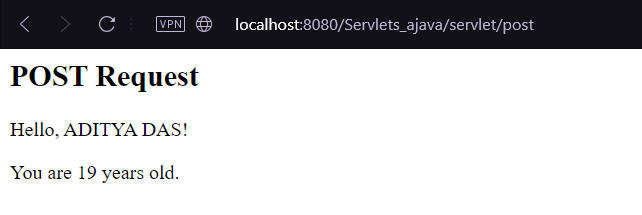 VPN localhost:8080/Servlets_ajava/servlet/post
POST Request
Hello, ADITYA DAS!
You are 19 years old.